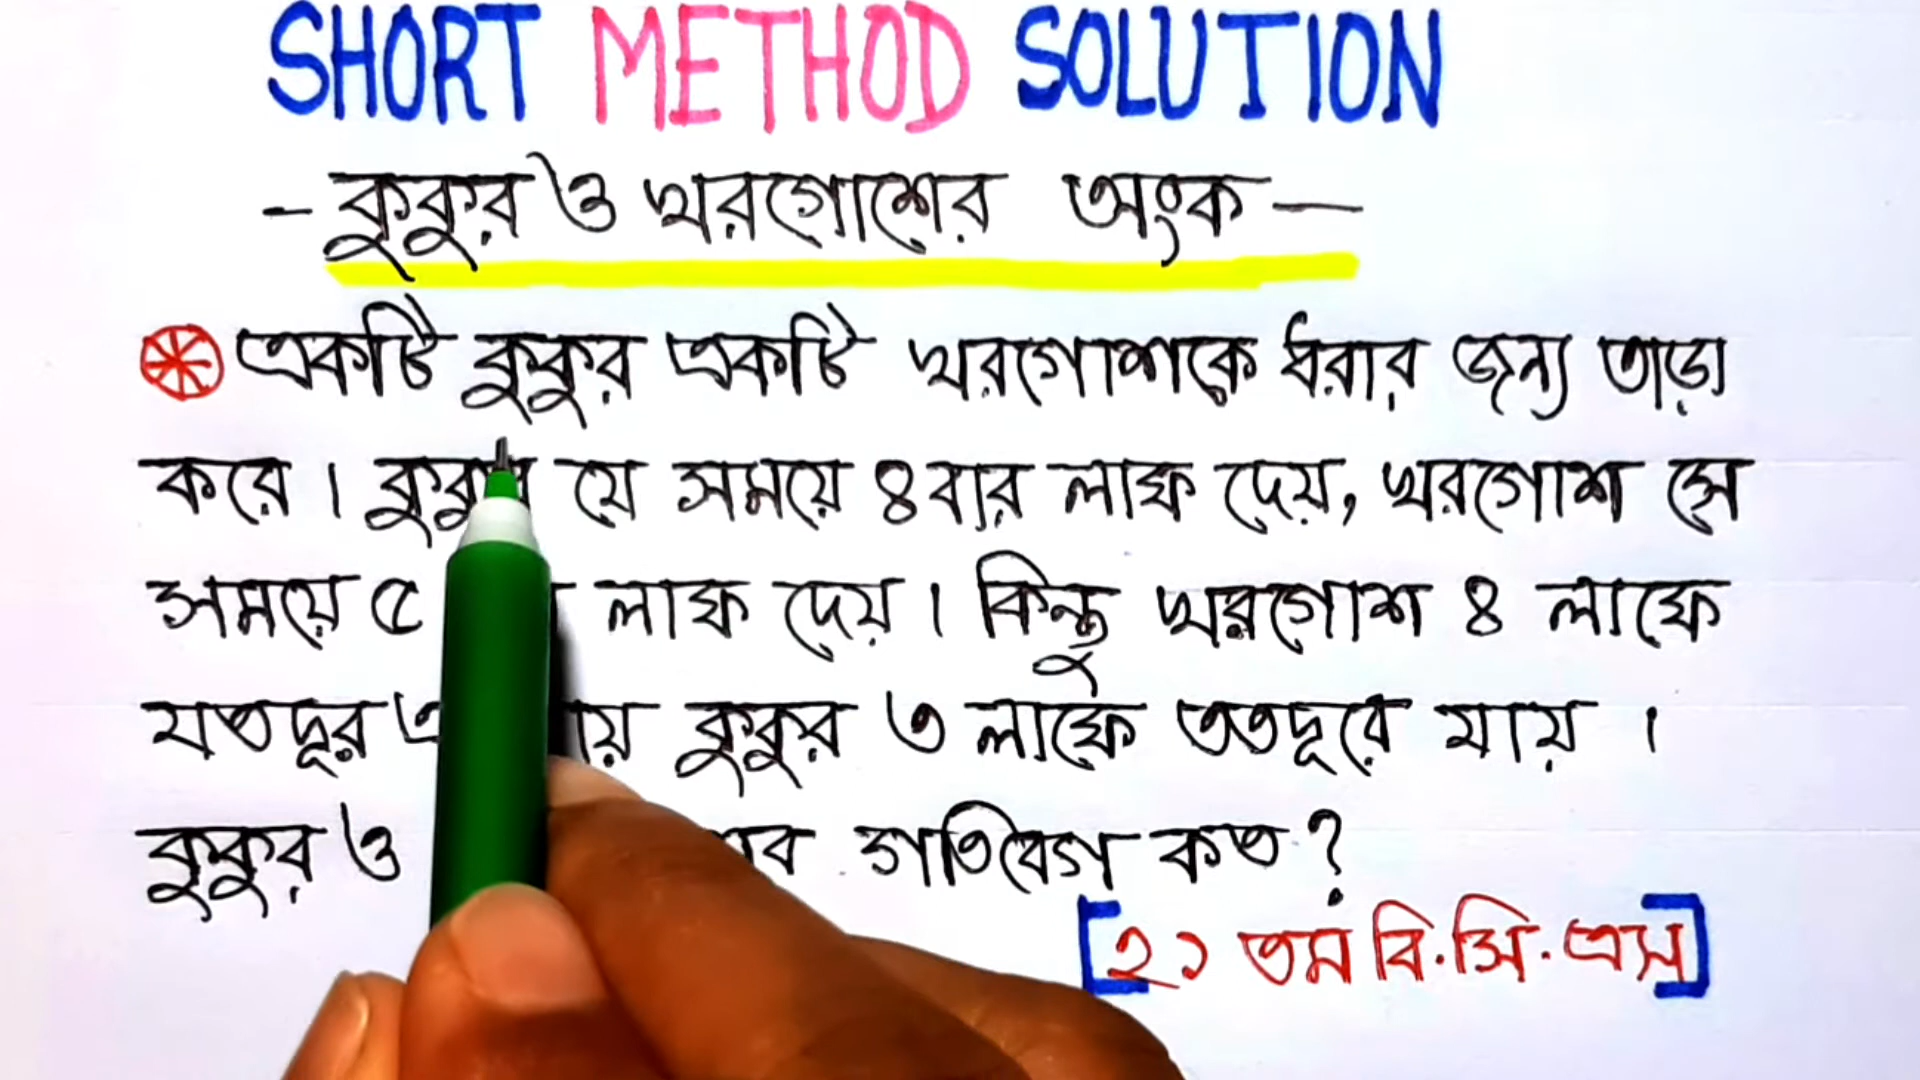 SHORT METHOD SOLUTION
- কুকুর ও খরগোশের অংক —
একটি কুকুর একটি খরগোশকে ধরার জন্য তাড়া
করে । যে সময়ে ৪ বার লাফ দেয়, খরগোশ সে
সময়ে ৫ লাফ দেয় । কিন্তু খরগোশ ৪ লাফে
যতদূর কুকুর ৩ লাফে ততদূরে যায় ।
কুকুর ও গতিবেগ কত ?
[২১ তম বি.সি.এস]